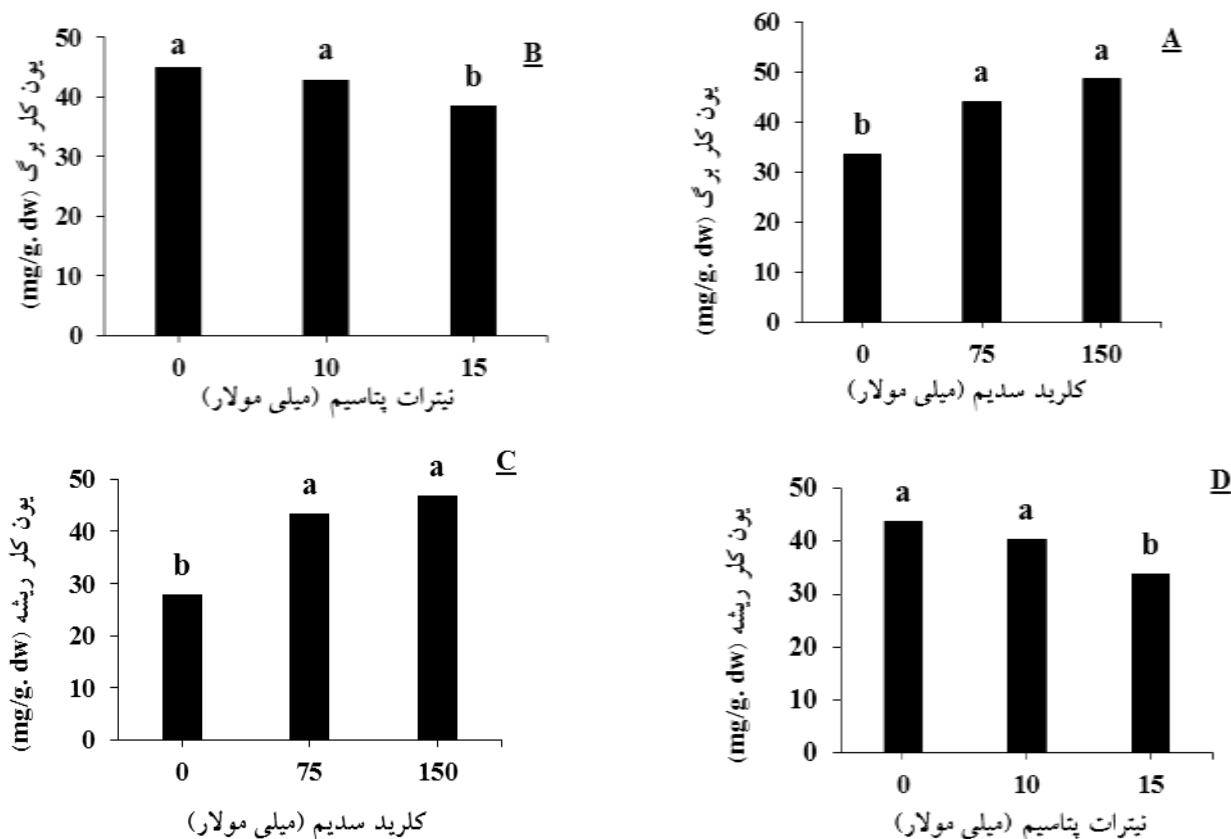 A
یون کلر برگ (mg/g. dw)
60
50
40
30
20
10
0
b
a
a
0 75 150
کلرید سدیم (میلی مولار)
B
یون کلر برگ (mg/g. dw)
50
40
30
20
10
0
a
a
b
0 10 15
نیترات پتاسیم (میلی مولار)
D
یون کلر ریشه (mg/g. dw)
50
40
30
20
10
0
a
a
b
0 10 15
نیترات پتاسیم (میلی مولار)
C
یون کلر ریشه (mg/g. dw)
50
40
30
20
10
0
b
a
a
0 75 150
کلرید سدیم (میلی مولار)